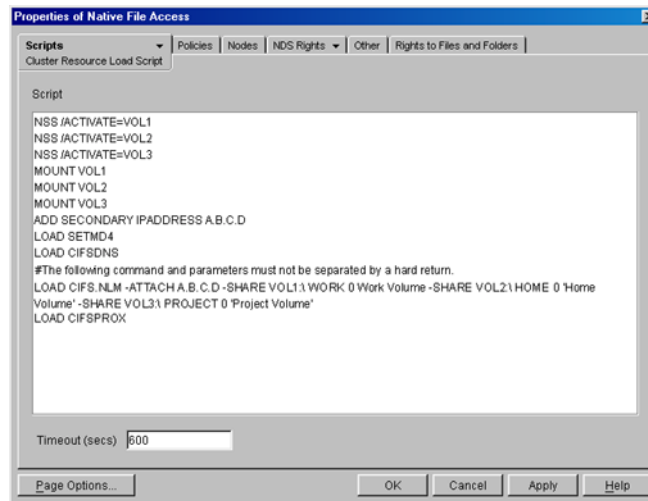 Properties of Native File Access
Scripts Policies Nodes NDS Rights Other Rights to Files and Folders
Cluster Resource Load Script
Script
NSS /ACTIVATE=VOL1
NSS /ACTIVATE=VOL2
NSS /ACTIVATE=VOL3
MOUNT VOL1
MOUNT VOL2
MOUNT VOL3
ADD SECONDARY IPADDRESS A.B.C.D
LOAD SETMD4
LOAD CIFSDNS
#The following command and parameters must not be separated by a hard return.
LOAD CIFS.NLM -ATTACH A.B.C.D -SHARE VOL1:\ WORK 0 Work Volume -SHARE VOL2:\ HOME 0 'Home
Volume' -SHARE VOL3:\ PROJECT 0 'Project Volume'
LOAD CIFSPROX
Timeout (secs) 600
Page Options... OK Cancel Apply Help